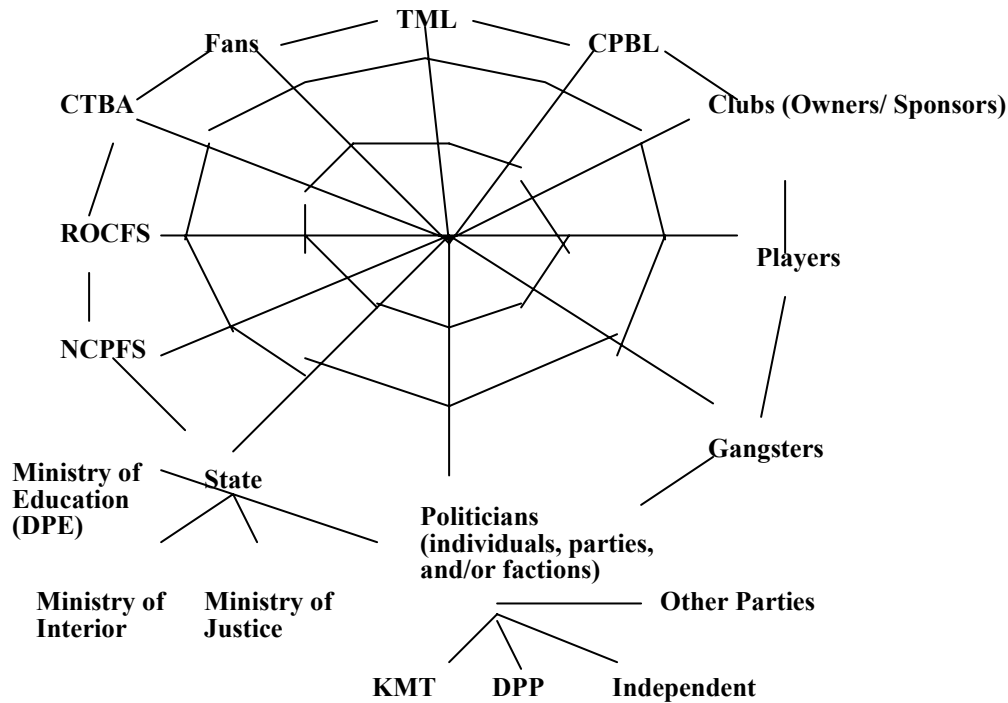 TML
Fans
CPBL
CTBA
Clubs (Owners/ Sponsors)
ROCFS
Players
NCPFS
Gangsters
Ministry of
Education
(DPE)
State
Politicians
(individuals, parties,
and/or factions)
Ministry of
Interior
Ministry of
Justice
Other Parties
KMT
DPP
Independent